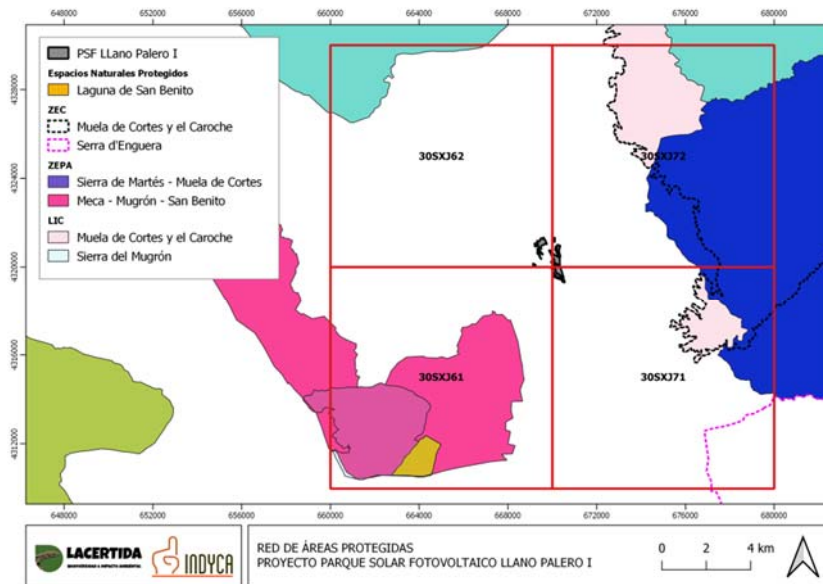 648000 652000 656000 660000 664000 668000 672000 676000 680000
PSF LLano Palero I
Espacios Naturales Protegidos
Laguna de San Benito
ZEC
Muela de Cortes y el Caroche
Serra d'Enguera
ZEPA
Sierra de Martés - Muela de Cortes
Meca - Mugrón - San Benito
LIC
Muela de Cortes y el Caroche
Sierra del Mugrón
4328000
4324000
4320000
4316000
4312000
30SXJ62
30SXJ72
30SXJ61
30SXJ71
648000 652000 656000 660000 664000 668000 672000 676000 680000
LACERTIDA
INDYCA
RED DE ÁREAS PROTEGIDAS
PROYECTO PARQUE SOLAR FOTOVOLTAICO LLANO PALERO I
0 2 4 km